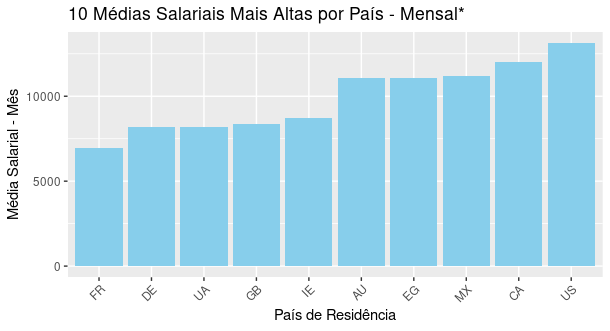 10 Médias Salariais Mais Altas por País - Mensal*
Média Salarial - Mês
10000
5000
0
FR
DE
UA
GB
IE
AU
EG
MX
CA
US
País de Residência